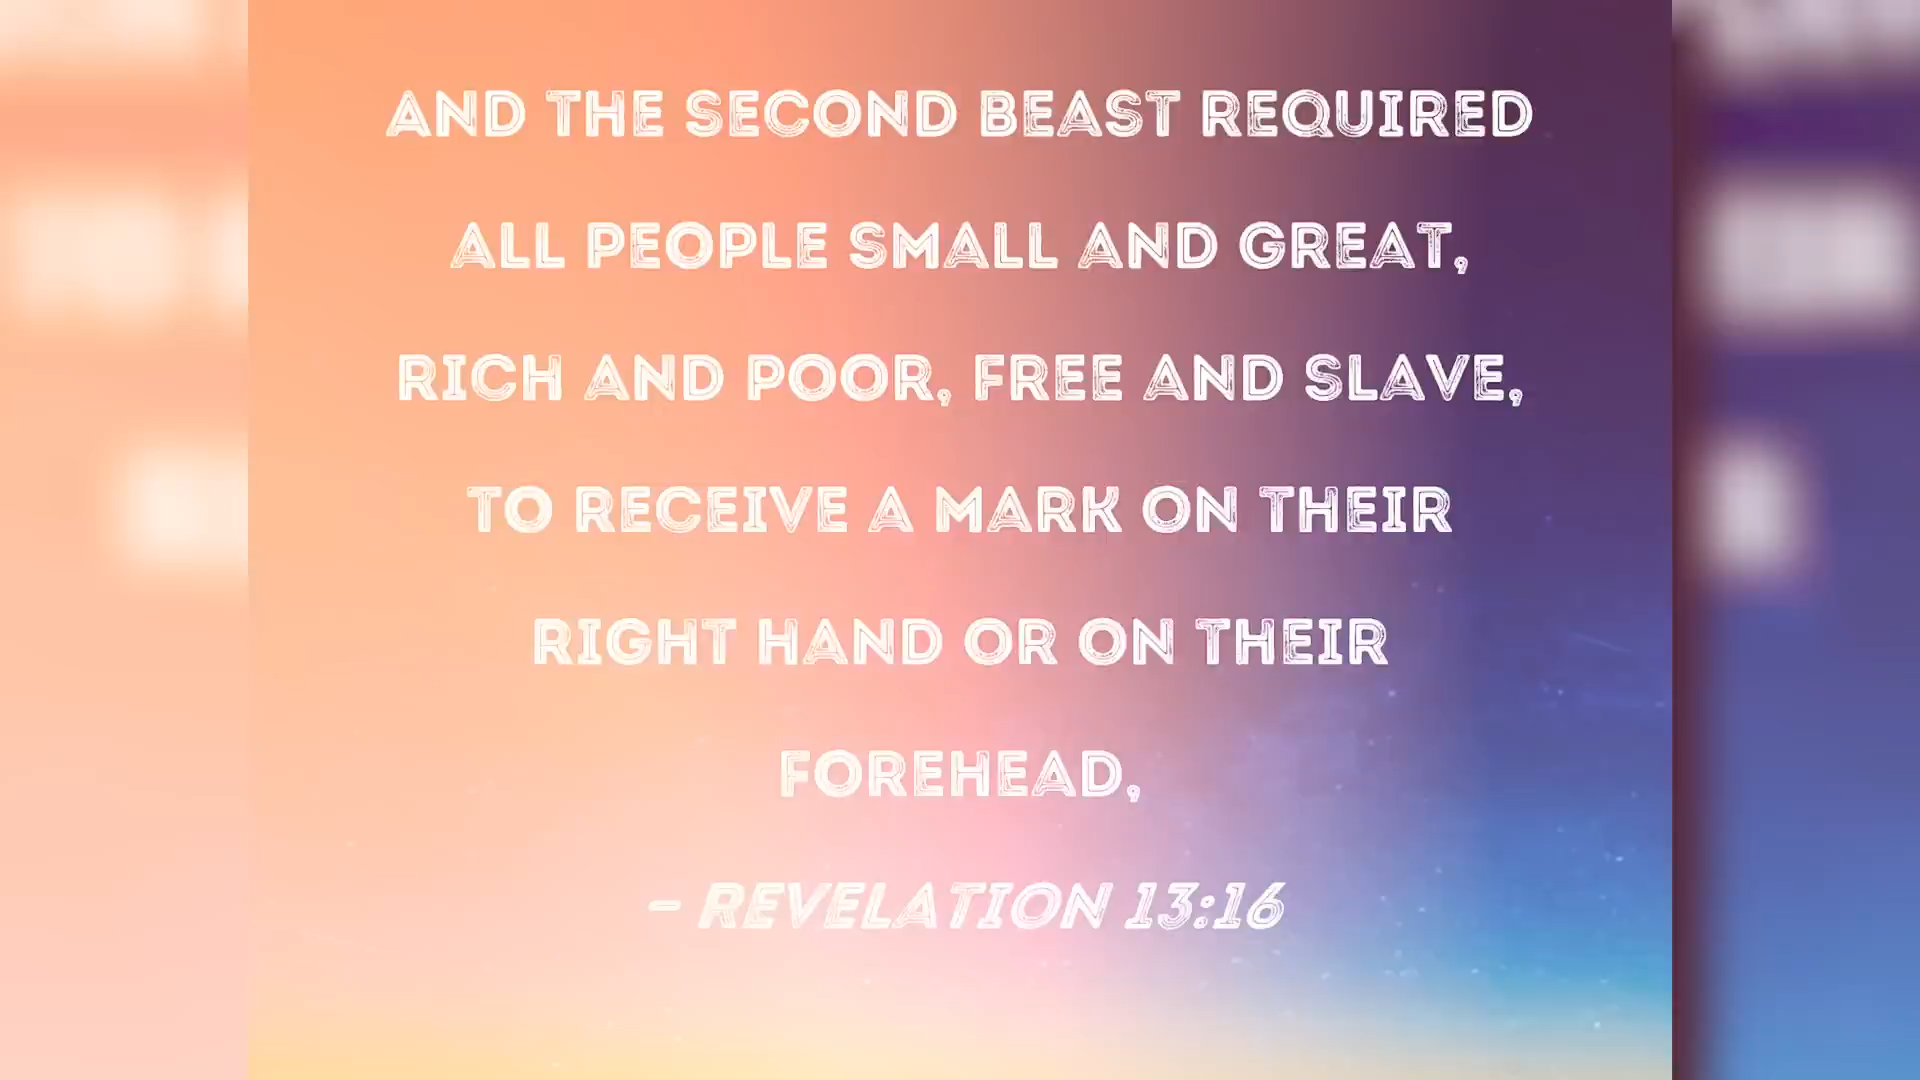 AND THE SECOND BEAST REQUIRED
ALL PEOPLE SMALL AND GREAT,
RICH AND POOR, FREE AND SLAVE,
TO RECEIVE A MARK ON THEIR
RIGHT HAND OR ON THEIR
FOREHEAD,
– REVELATION 13:16